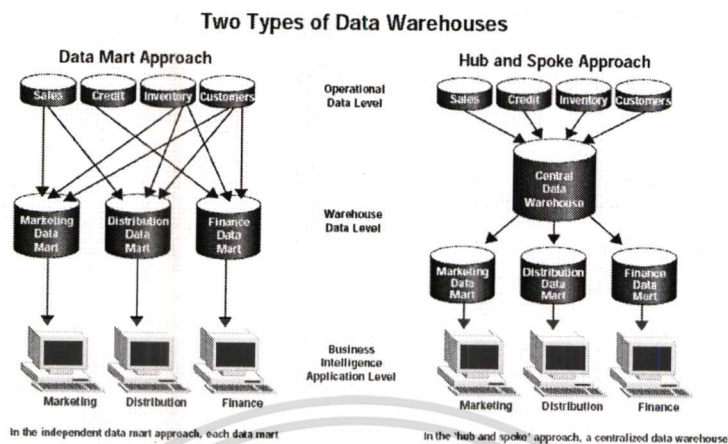 Two Types of Data Warehouses
Data Mart Approach
Sales
Credit
Inventory
Customers
Marketing
Data
Mart
Distribution
Data
Mart
Finance
Data
Mart
Marketing
Distribution
Finance
In the independent data mart approach, each data mart
Operational
Data Level
Warehouse
Data Level
Business
Intelligence
Application Level
Hub and Spoke Approach
Sales
Credit
Inventory
Customers
Central
Data
Warehouse
Marketing
Data
Mart
Distribution
Data
Mart
Finance
Data
Mart
Marketing
Distribution
Finance
In the 'hub and spoke' approach, a centralized data warehouse